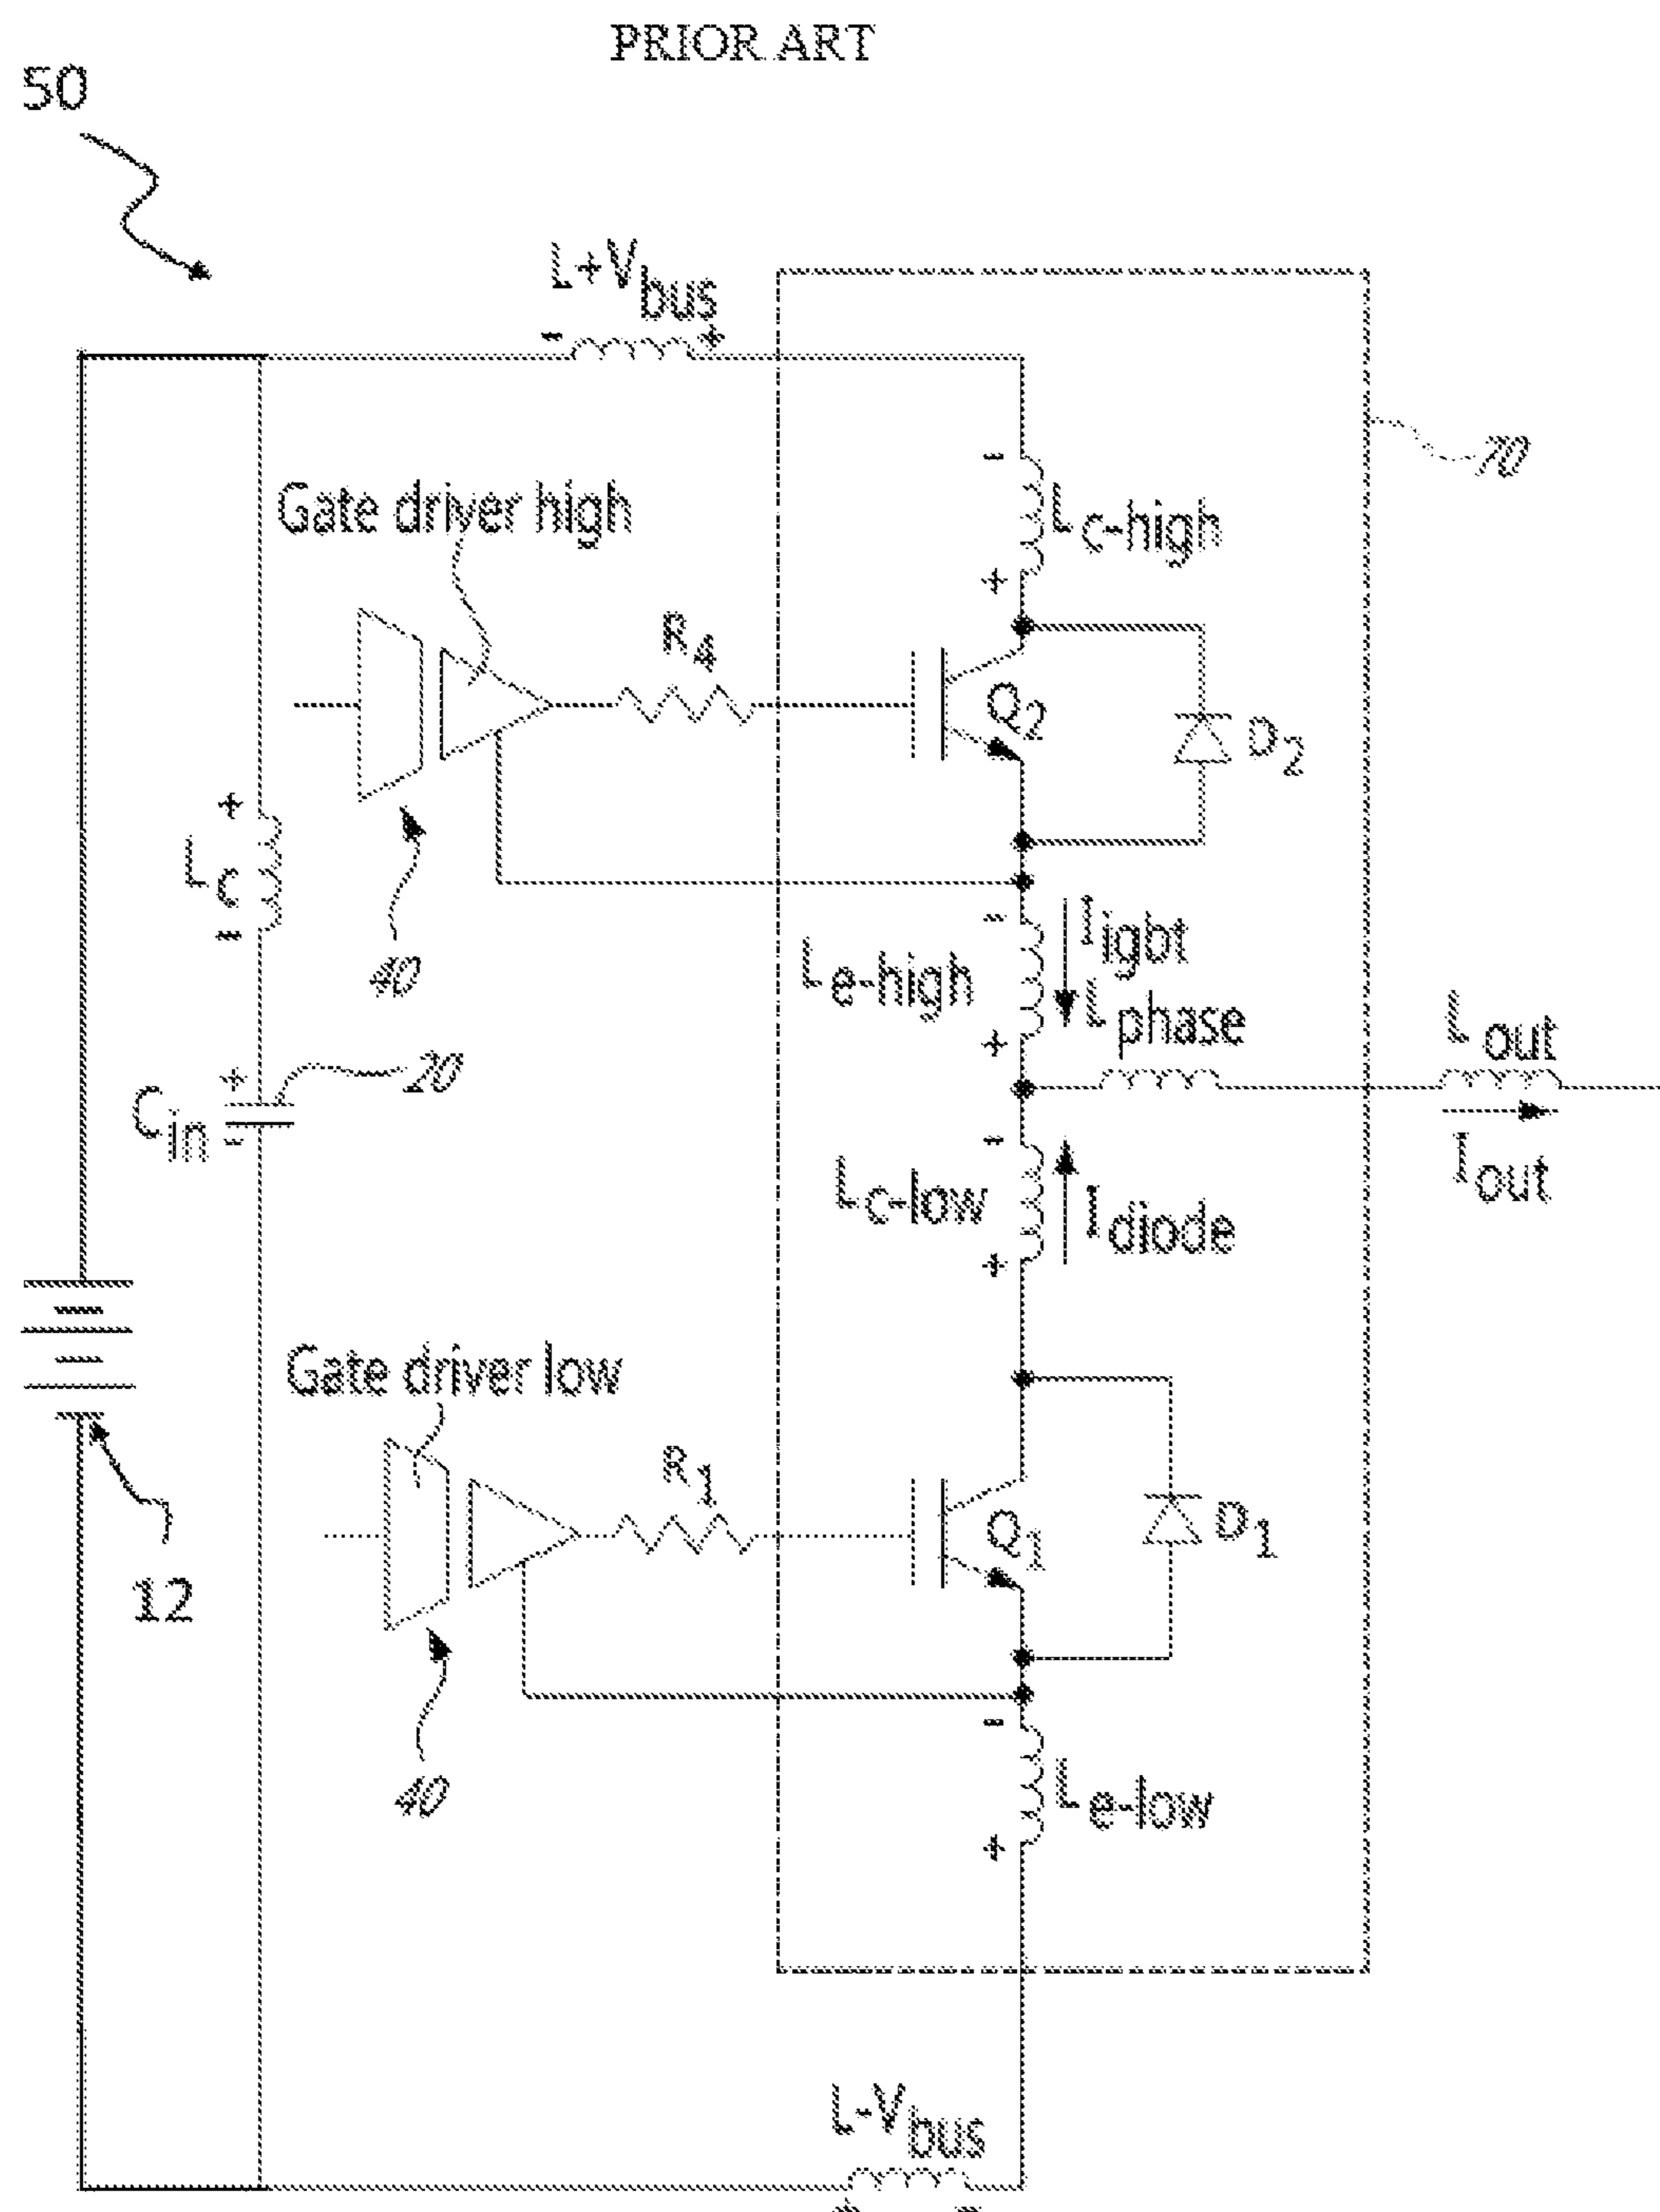 PRIOR ART
50
L+Vbus
- +
-
70
Lc-high
Gate driver high
+
R4
Q2
D2
+
Lc
-
40
-
Iigbt
Le-high
Lphase
+
Lout
+
20
Cin
-
-
Iout
Lc-low
Idiode
+
Gate driver low
R1
Q1
D1
12
-
40
Le-low
+
L-Vbus
+ -